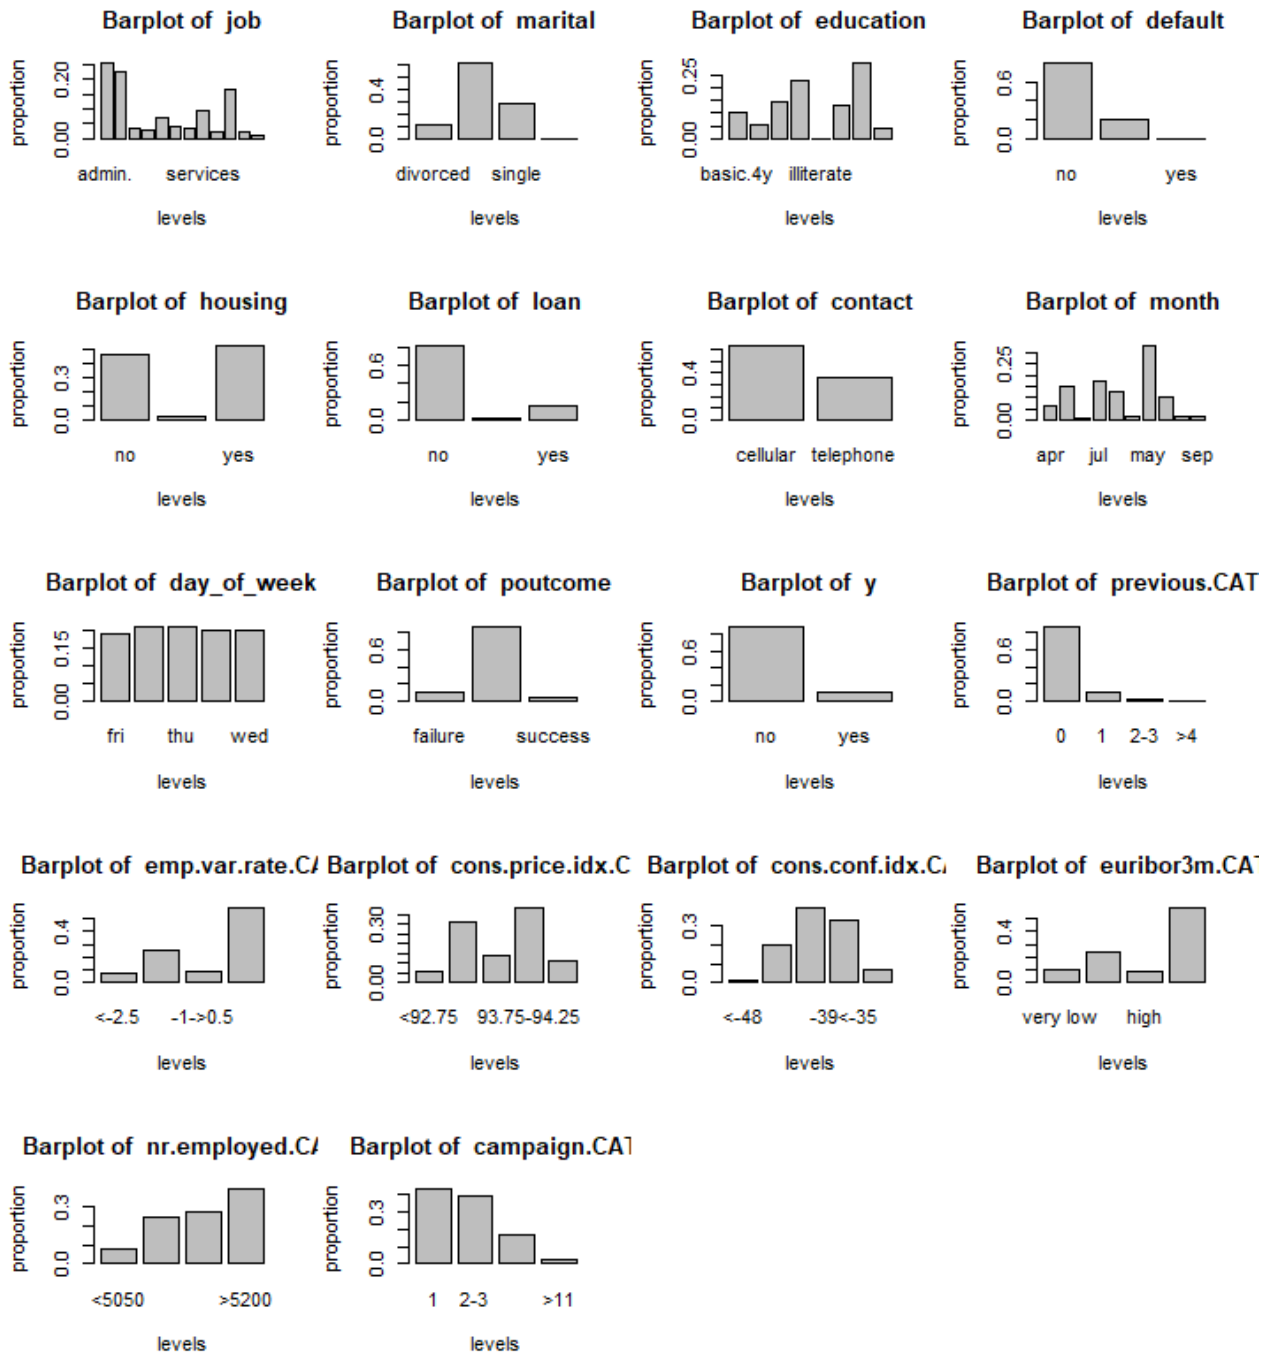 Barplot of job
proportion
0.00 0.20
admin. services
levels
Barplot of marital
proportion
0.0 0.4
divorced single
levels
Barplot of education
proportion
0.00 0.25
basic.4y illiterate
levels
Barplot of default
proportion
0.0 0.6
no yes
levels
Barplot of housing
proportion
0.0 0.3
no yes
levels
Barplot of loan
proportion
0.0 0.6
no yes
levels
Barplot of contact
proportion
0.0 0.4
cellular telephone
levels
Barplot of month
proportion
0.00 0.25
apr jul may sep
levels
Barplot of day_of_week
proportion
0.00 0.15
fri thu wed
levels
Barplot of poutcome
proportion
0.0 0.6
failure success
levels
Barplot of y
proportion
0.0 0.6
no yes
levels
Barplot of previous.CAT
proportion
0.0 0.6
0 1 2-3 >4
levels
Barplot of emp.var.rate.CA
proportion
0.0 0.4
<-2.5 -1->0.5
levels
Barplot of cons.price.idx.C
proportion
0.00 0.30
<92.75 93.75-94.25
levels
Barplot of cons.conf.idx.CA
proportion
0.0 0.3
<-48 -39<-35
levels
Barplot of euribor3m.CAT
proportion
0.0 0.4
very low high
levels
Barplot of nr.employed.CA
proportion
0.0 0.3
<5050 >5200
levels
Barplot of campaign.CAT
proportion
0.0 0.3
1 2-3 >11
levels